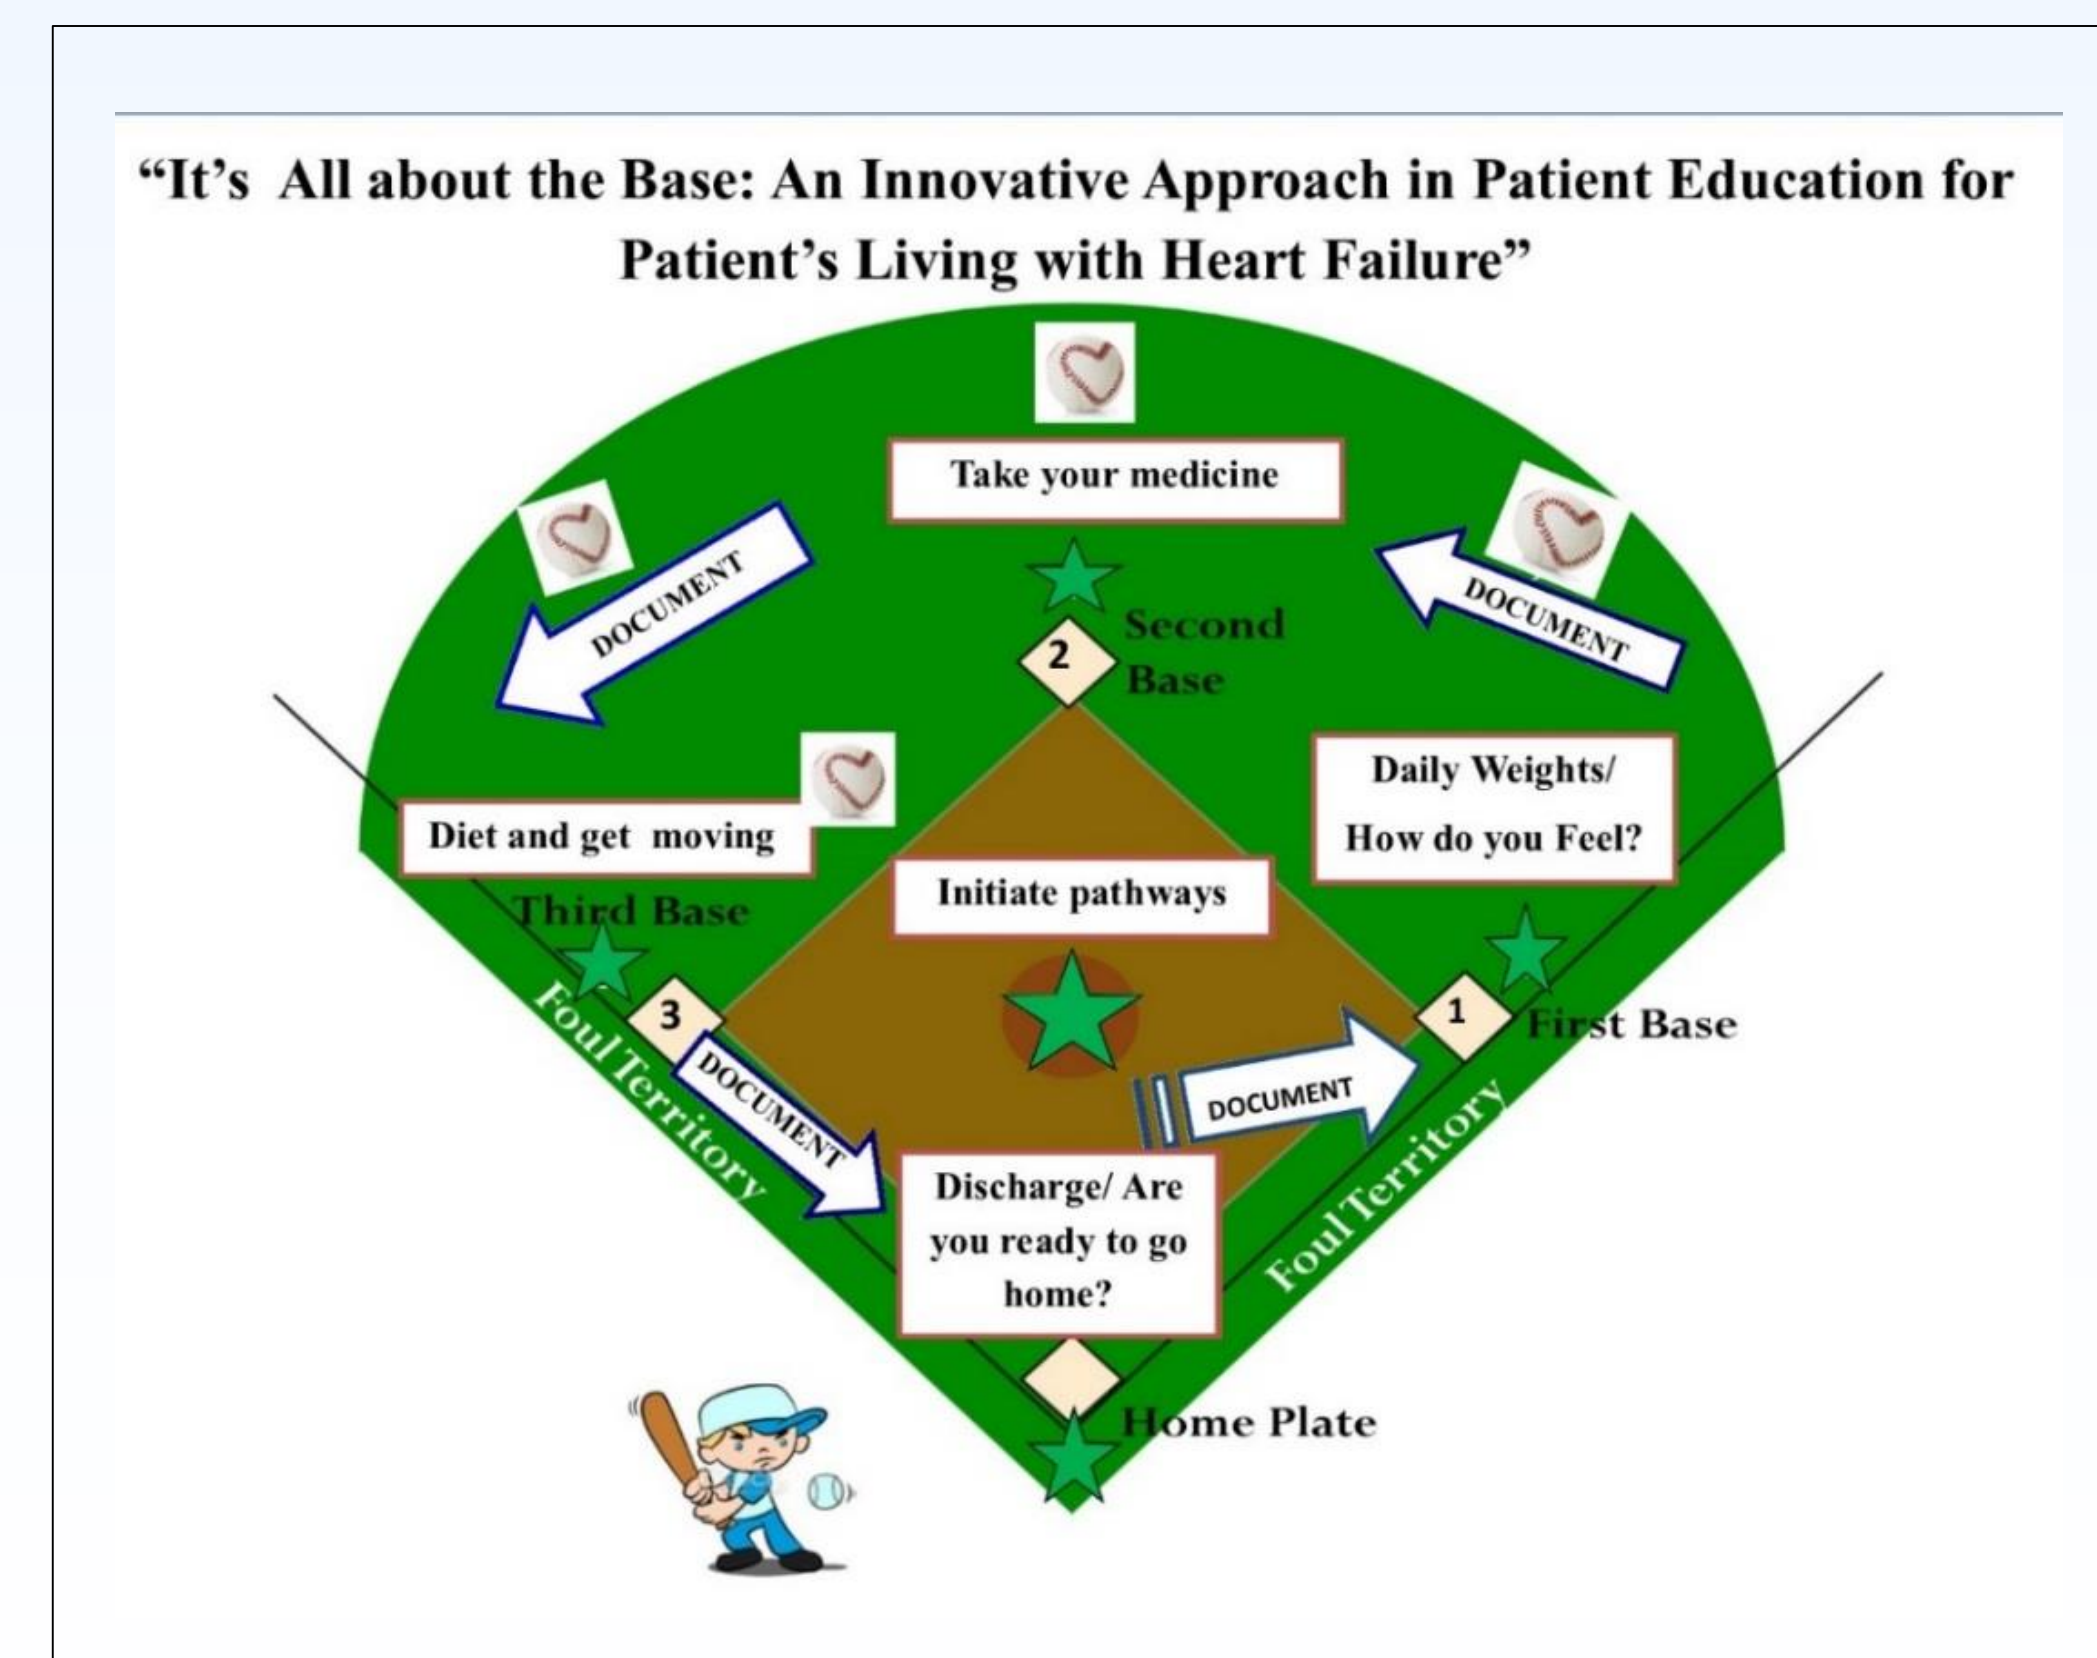 “It’s All about the Base: An Innovative Approach in Patient Education for
Patient’s Living with Heart Failure”
Take your medicine
DOCUMENT
DOCUMENT
Second
Base
2
Daily Weights/
How do you Feel?
Diet and get moving
Initiate pathways
Third Base
3
1
First Base
Foul Territory
DOCUMENT
DOCUMENT
Foul Territory
Discharge/ Are
you ready to go
home?
Home Plate